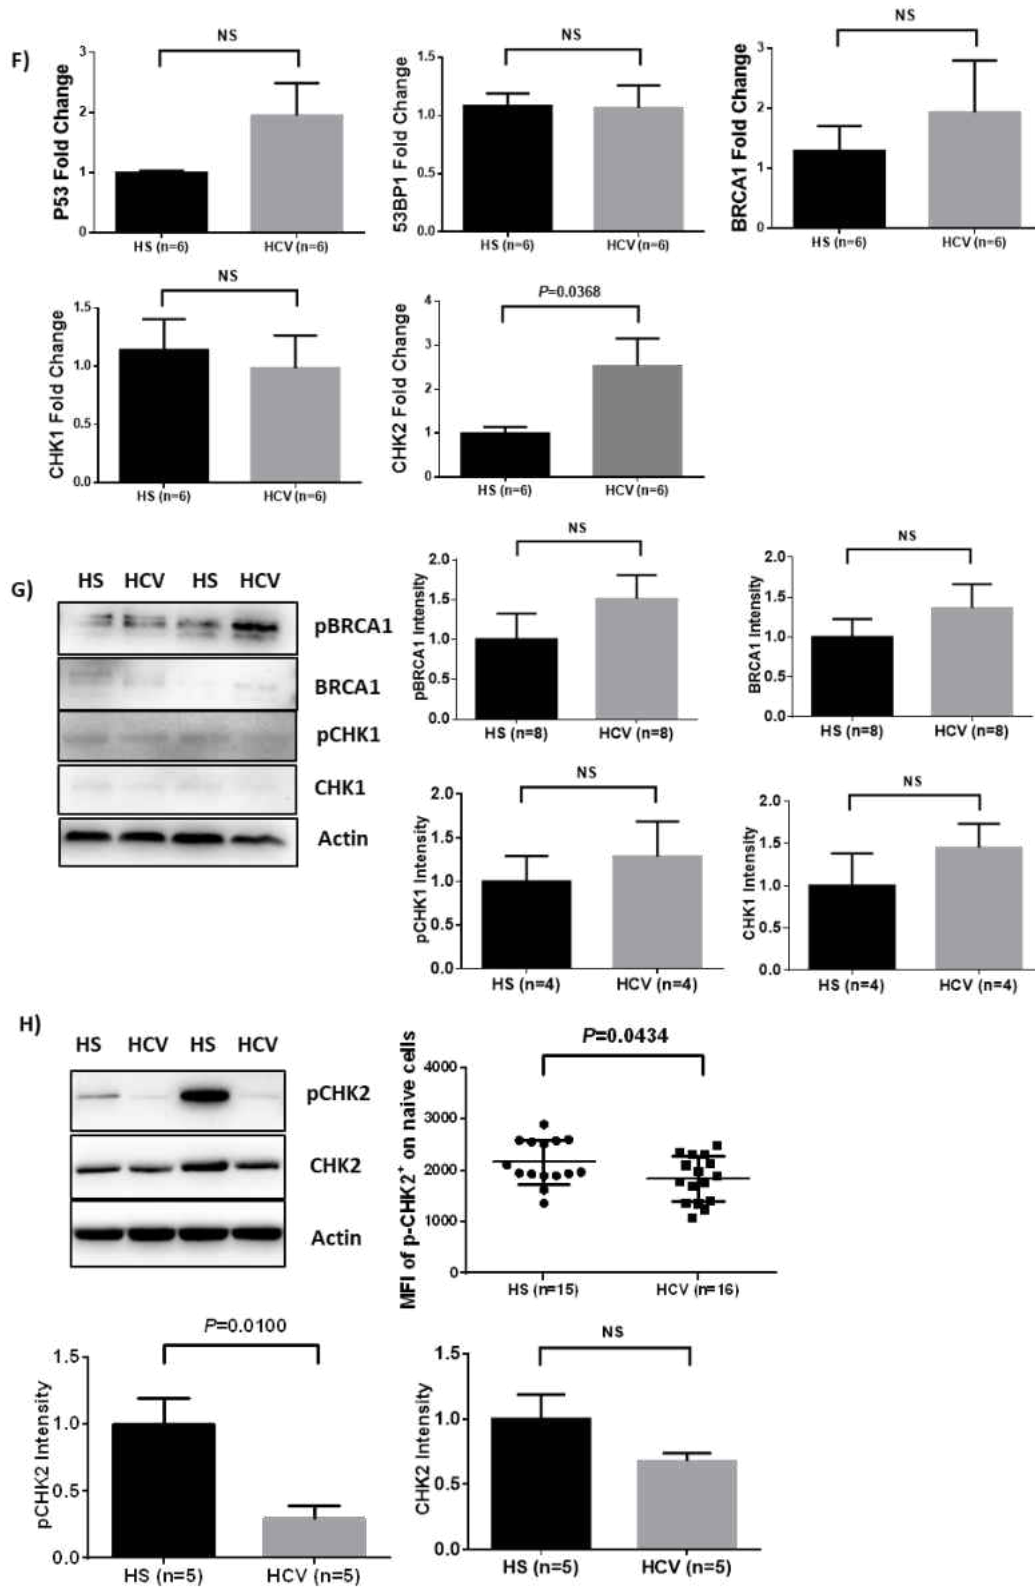 F)
NS
P53 Fold Change
3
2
1
0
HS (n=6)
HCV (n=6)
NS
53BP1 Fold Change
1.5
1.0
0.5
0.0
HS (n=6)
HCV (n=6)
NS
BRCA1 Fold Change
3
2
1
0
HS (n=6)
HCV (n=6)
NS
CHK1 Fold Change
1.5
1.0
0.5
0.0
HS (n=6)
HCV (n=6)
P=0.0368
CHK2 Fold Change
4
3
2
1
0
HS (n=6)
HCV (n=6)
G)
HS HCV HS HCV
pBRCA1
BRCA1
pCHK1
CHK1
Actin
NS
pBRCA1 Intensity
2.0
1.5
1.0
0.5
0.0
HS (n=8)
HCV (n=8)
NS
BRCA1 Intensity
2.0
1.5
1.0
0.5
0.0
HS (n=8)
HCV (n=8)
NS
pCHK1 Intensity
2.0
1.5
1.0
0.5
0.0
HS (n=4)
HCV (n=4)
NS
CHK1 Intensity
2.0
1.5
1.0
0.5
0.0
HS (n=4)
HCV (n=4)
H)
HS HCV HS HCV
pCHK2
CHK2
Actin
P=0.0434
MFI of p-CHK2+ on naive cells
4000
3000
2000
1000
0
HS (n=15)
HCV (n=16)
P=0.0100
pCHK2 Intensity
1.5
1.0
0.5
0.0
HS (n=5)
HCV (n=5)
NS
CHK2 Intensity
1.5
1.0
0.5
0.0
HS (n=5)
HCV (n=5)